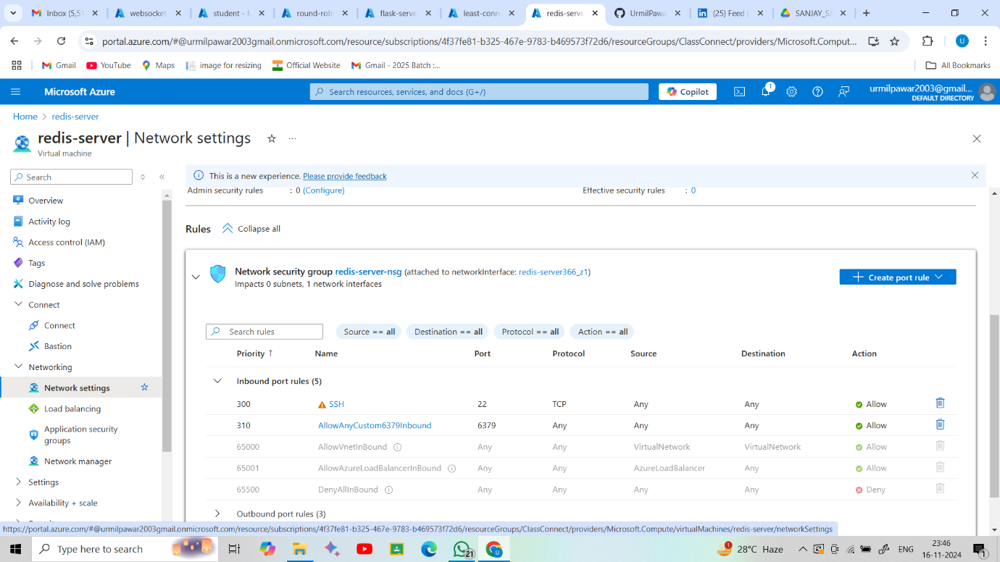 Inbox (5,51
websocket
student - M
round-rob
flask-serve
least-conn
redis-serve
UrmilPawa
(25) Feed
SANJAY_SA
portal.azure.com/#@urmilpawar2003gmail.onmicrosoft.com/resource/subscriptions/4f37fe81-b325-467e-9783-b469573f72d6/resourceGroups/ClassConnect/providers/Microsoft.Comput...
U
Gmail
YouTube
Maps
image for resizing
Official Website
Gmail - 2025 Batch :...
All Bookmarks
Microsoft Azure
Search resources, services, and docs (G+/)
Copilot
1
urmilpawar2003@gmail...
DEFAULT DIRECTORY
Home > redis-server
redis-server | Network settings
Virtual machine
Search
This is a new experience. Please provide feedback
Admin security rules : 0 (Configure)
Effective security rules : 0
Overview
Activity log
Access control (IAM)
Tags
Diagnose and solve problems
Connect
Connect
Bastion
Networking
Network settings
Load balancing
Application security
groups
Network manager
Settings
Availability + scale
Rules
Collapse all
Network security group redis-server-nsg (attached to networkInterface: redis-server366_z1)
Impacts 0 subnets, 1 network interfaces
Create port rule
Search rules
Source == all
Destination == all
Protocol == all
Action == all
Priority ↑ Name Port Protocol Source Destination Action
Inbound port rules (5)
300 SSH 22 TCP Any Any Allow
310 AllowAnyCustom6379Inbound 6379 Any Any Any Allow
65000 AllowVnetInBound Any Any VirtualNetwork VirtualNetwork Allow
65001 AllowAzureLoadBalancerInBound Any Any AzureLoadBalancer Any Allow
65500 DenyAllInBound Any Any Any Any Deny
Outbound port rules (3)
https://portal.azure.com/#@urmilpawar2003gmail.onmicrosoft.com/resource/subscriptions/4f37fe81-b325-467e-9783-b469573f72d6/resourceGroups/ClassConnect/providers/Microsoft.Compute/virtualMachines/redis-server/networkSettings
Type here to search
21
1
28°C Haze
ENG
23:46
16-11-2024
1